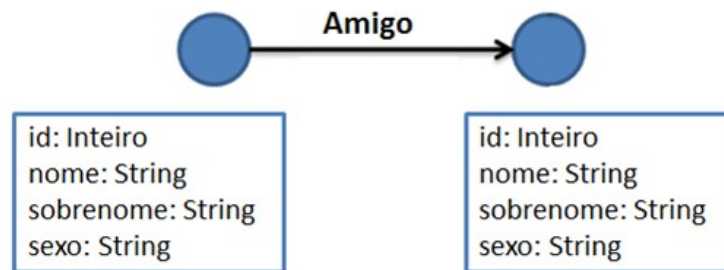 Amigo
id: Inteiro
nome: String
sobrenome: String
sexo: String
id: Inteiro
nome: String
sobrenome: String
sexo: String